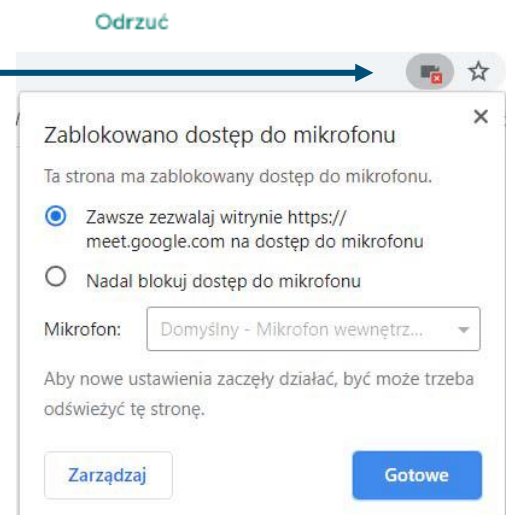 Odrzuć
Zablokowano dostęp do mikrofonu
Ta strona ma zablokowany dostęp do mikrofonu.
Zawsze zezwalaj witrynie https://
meet.google.com na dostęp do mikrofonu
Nadal blokuj dostęp do mikrofonu
Mikrofon: Domyślny - Mikrofon wewnętrz...
Aby nowe ustawienia zaczęły działać, być może trzeba
odświeżyć tę stronę.
Zarządzaj Gotowe